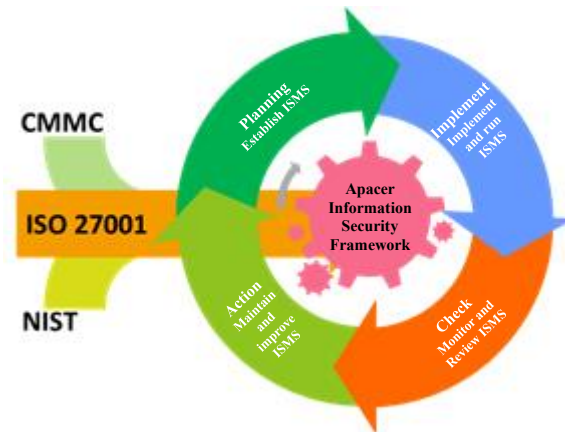 CMMC
ISO 27001
NIST
Planning
Establish ISMS
Implement
Implement
and run
ISMS
Apacer
Information
Security
Framework
Check
Monitor and
Review ISMS
Action
Maintain
and
improve
ISMS